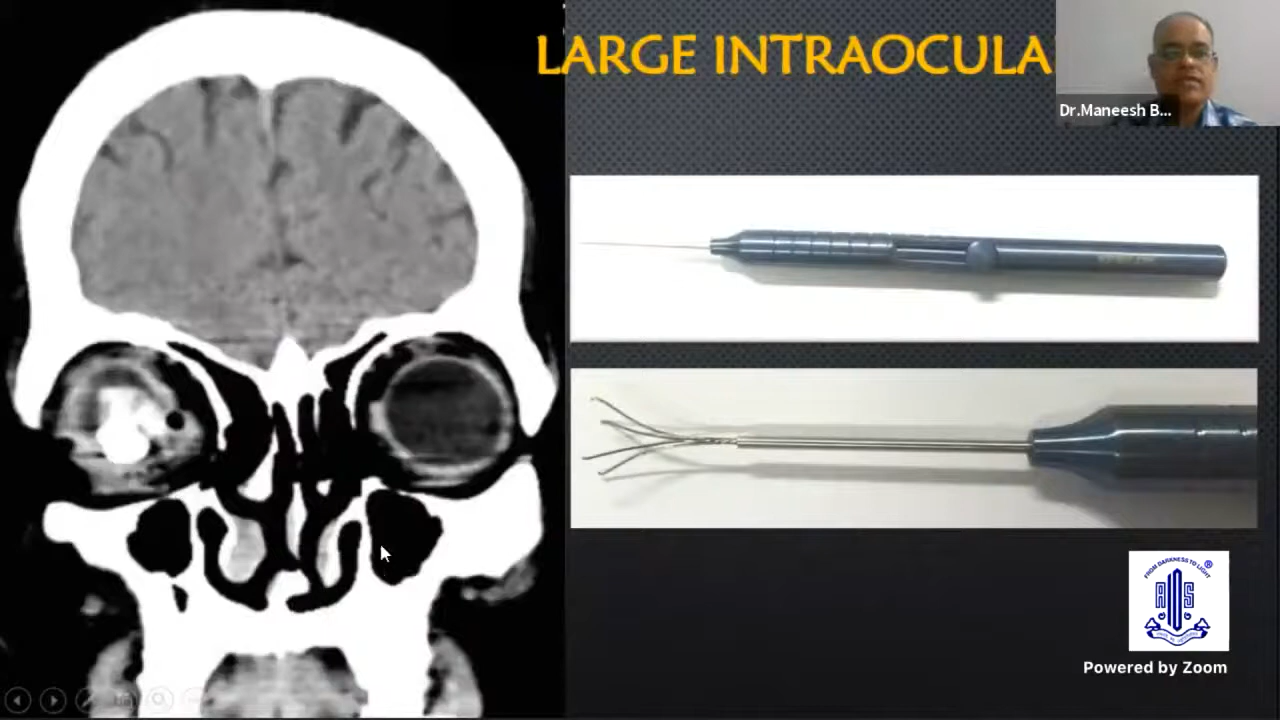 LARGE INTRAOCULA
Dr.Maneesh B...
FROM DARKNESS TO LIGHT
®
Powered by Zoom